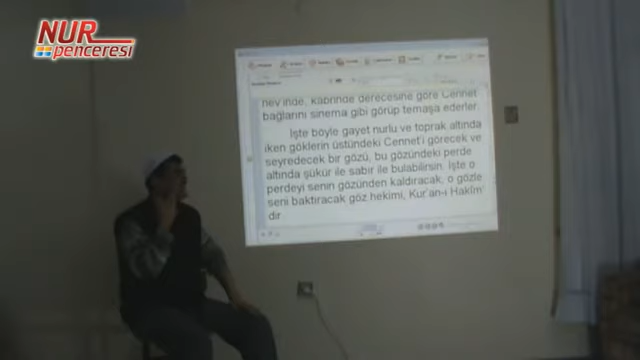 NUR
penceresi
nev'inde, kabrinde derecesine göre Cennet
bağlarını sinema gibi görüp temaşa ederler.
İşte böyle gayet nurlu ve toprak altında
iken göklerin üstündeki Cennet'i görecek ve
seyredecek bir gözü, bu gözündeki perde
altında şükür ile sabır ile bulabilirsin. İşte o
perdeyi senin gözünden kaldıracak, o gözle
seni baktıracak göz hekimi, Kur'an-ı Hakîm'
dir